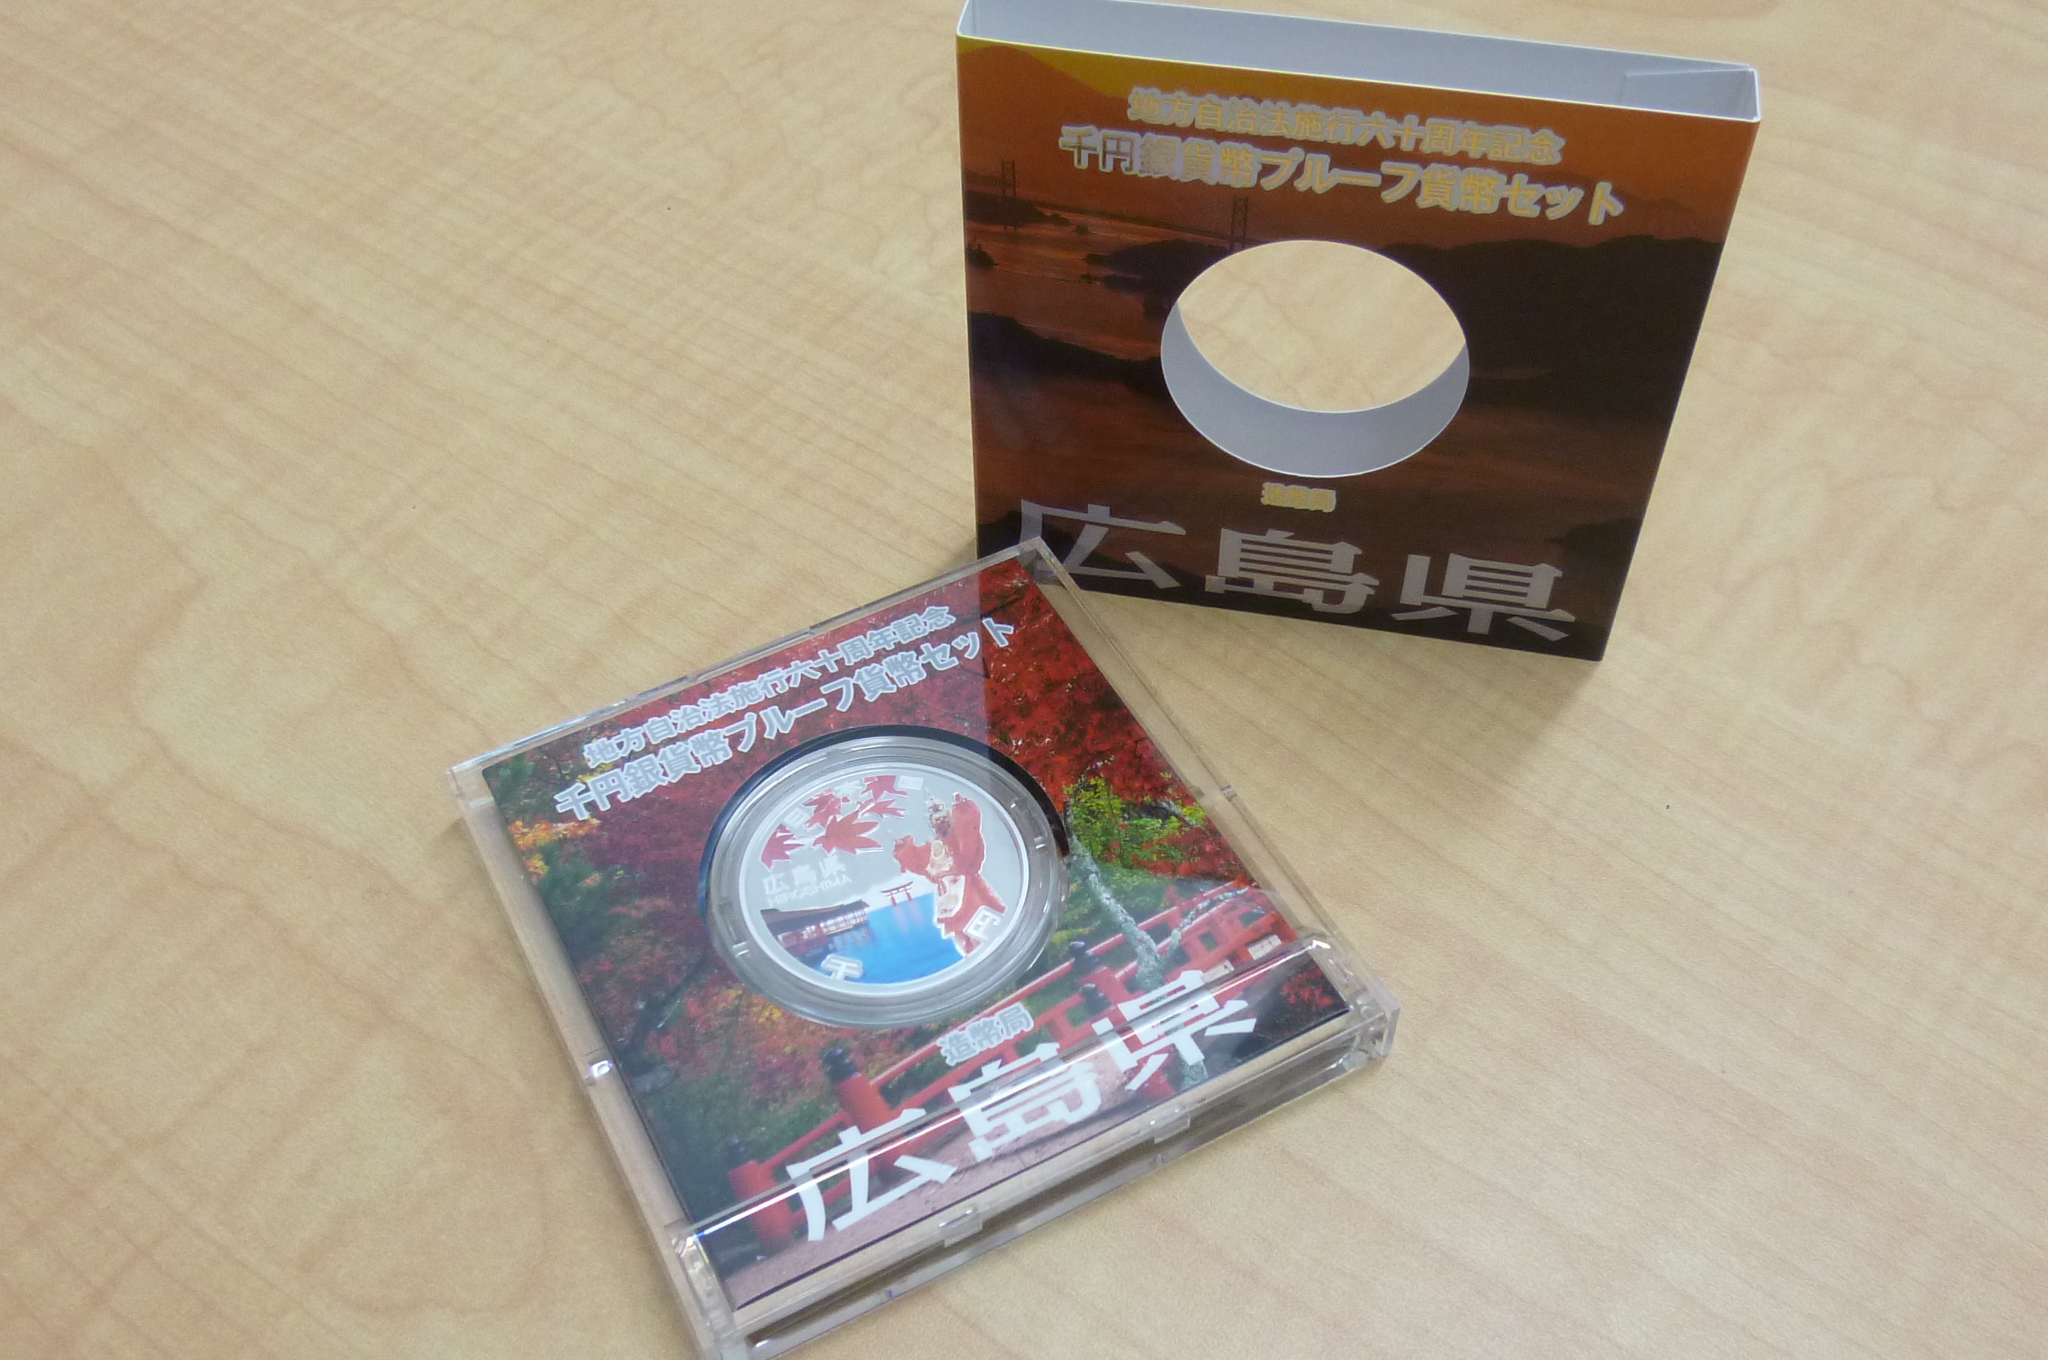 地方自治法施行六十周年記念
千円銀貨幣プルーフ貨幣セット
造幣局
広島県
地方自治法施行六十周年記念
千円銀貨幣プルーフ貨幣セット
広島県
HIROSHIMA
千
円
造幣局
広島県